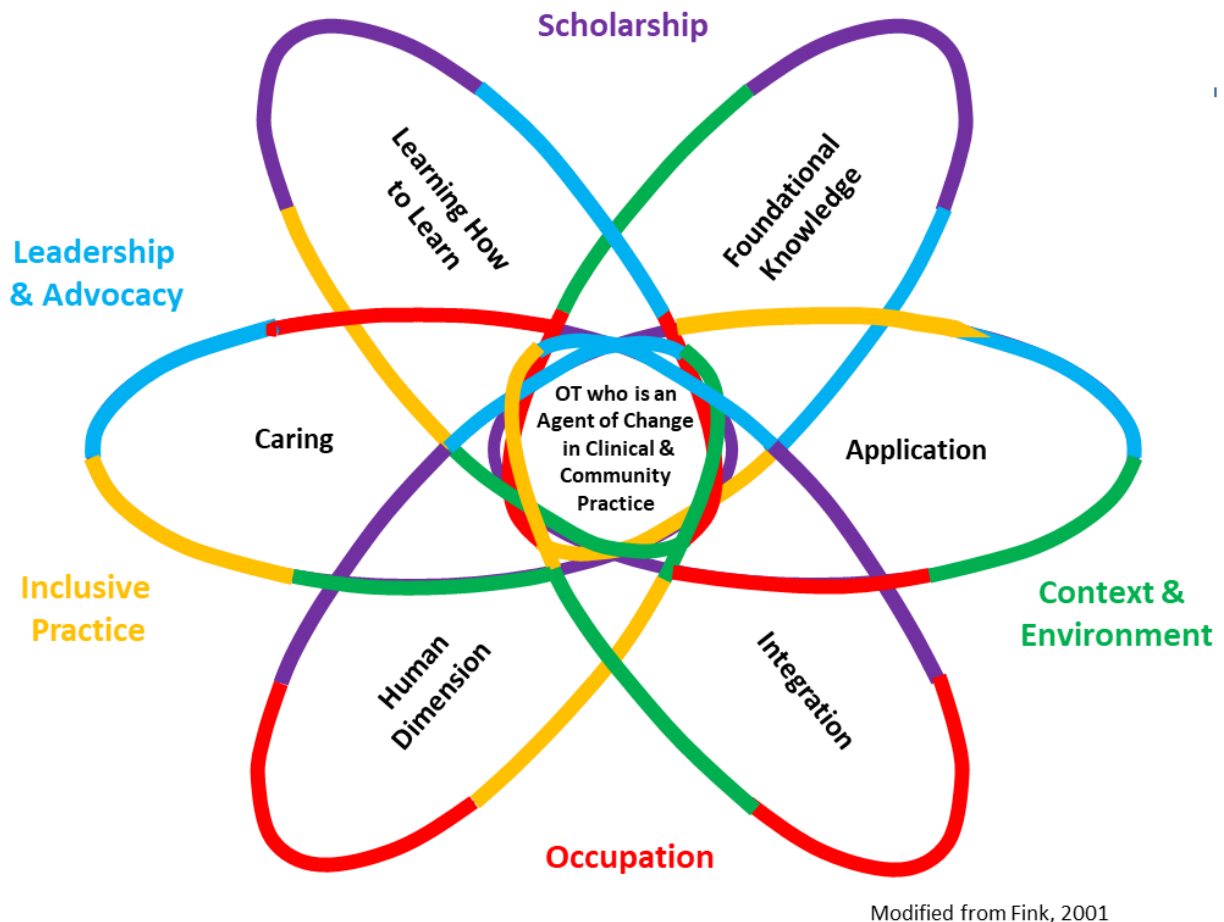 Scholarship
Learning How
to Learn
Foundational
Knowledge
Leadership
& Advocacy
Caring
OT who is an
Agent of Change
in Clinical &
Community
Practice
Application
Inclusive
Practice
Context &
Environment
Human
Dimension
Integration
Occupation
Modified from Fink, 2001